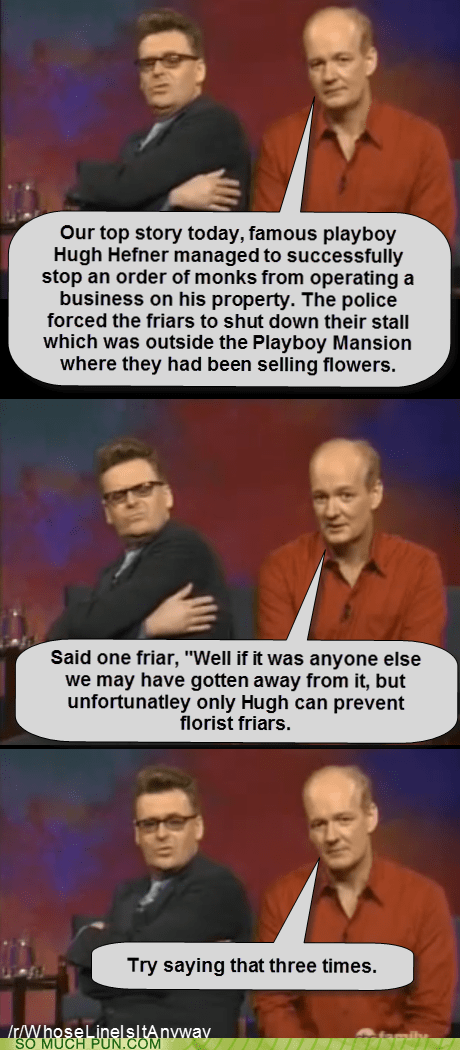 Our top story today, famous playboy
Hugh Hefner managed to successfully
stop an order of monks from operating a
business on his property. The police
forced the friars to shut down their stall
which was outside the Playboy Mansion
where they had been selling flowers.
Said one friar, "Well if it was anyone else
we may have gotten away from it, but
unfortunatley only Hugh can prevent
florist friars.
Try saying that three times.
/r/WhoseLineIsItAnyway
abc family
SO MUCH PUN.COM